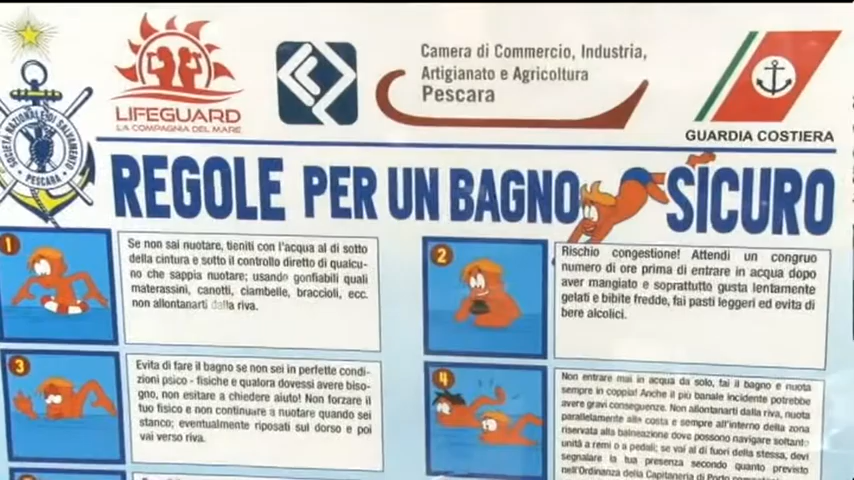 SOCIETÀ NAZIONALE DI SALVAMENTO
PESCARA
LIFEGUARD
LA COMPAGNIA DEL MARE
Camera di Commercio, Industria,
Artigianato e Agricoltura
Pescara
GUARDIA COSTIERA
REGOLE PER UN BAGNO SICURO
1
Se non sai nuotare, tieniti con l'acqua al di sotto
della cintura e sotto il controllo diretto di qualcu-
no che sappia nuotare; usando gonfiabili quali
materassini, canotti, ciambelle, braccioli, ecc.
non allontanarti dalla riva.
2
Rischio congestione! Attendi un congruo
numero di ore prima di entrare in acqua dopo
aver mangiato e soprattutto gusta lentamente
gelati e bibite fredde, fai pasti leggeri ed evita di
bere alcolici.
3
Evita di fare il bagno se non sei in perfette condi-
zioni psico - fisiche e qualora dovessi avere biso-
gno, non esitare a chiedere aiuto! Non forzare il
tuo fisico e non continuare a nuotare quando sei
stanco; eventualmente riposati sul dorso e poi
vai verso riva.
4
Non entrare mai in acqua da solo, fai il bagno e nuota
sempre in coppia! Anche il più banale incidente potrebbe
avere gravi conseguenze. Non allontanarti dalla riva, nuota
parallelamente alla costa e sempre all'interno della zona
riservata alla balneazione dove possono navigare soltanto
unità a remi o a pedali; se vai al di fuori della stessa, devi
segnalare la tua presenza secondo quanto previsto
nell'Ordinanza della Capitaneria di Porto